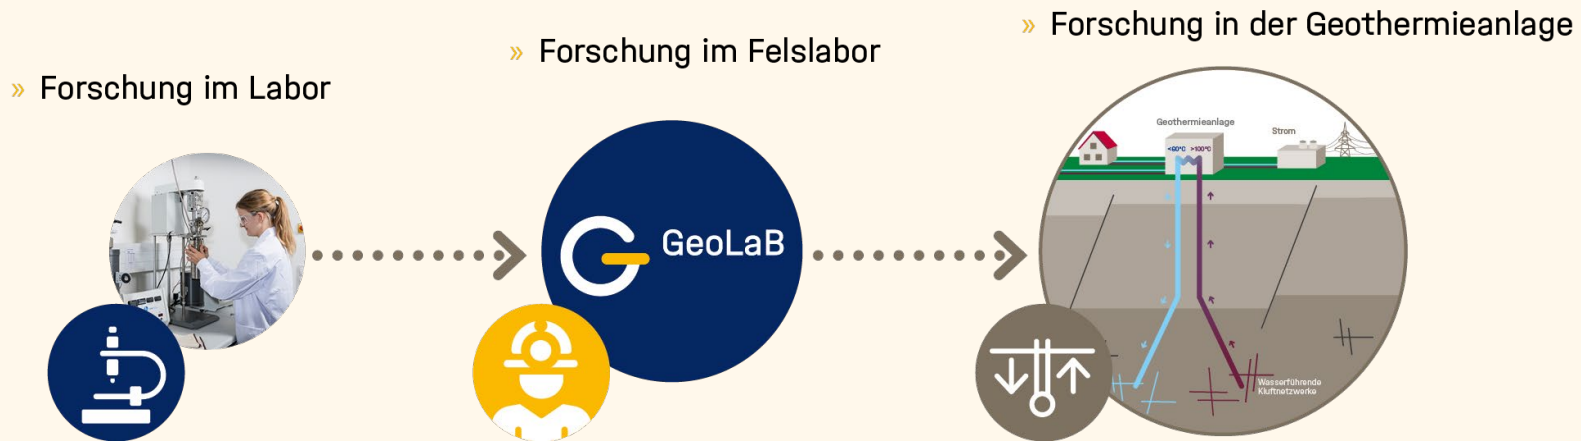 » Forschung im Labor
» Forschung im Felslabor
» Forschung in der Geothermieanlage
GeoLaB
Geothermieanlage
Strom
<60°C >100°C
Wasserführende
Kluftnetzwerke